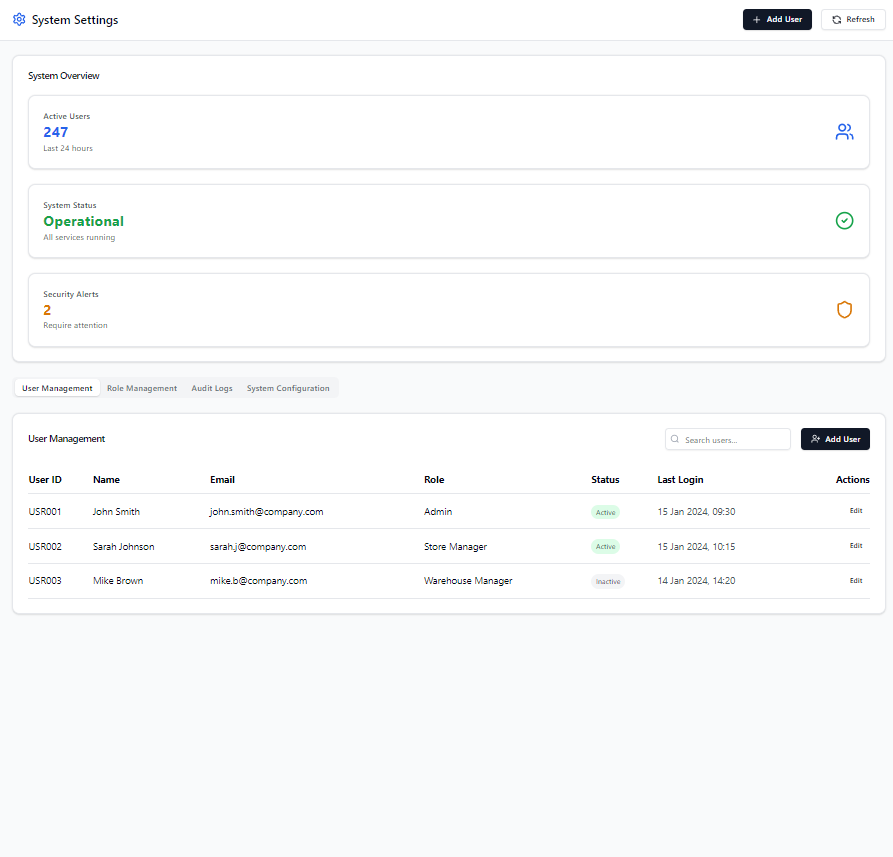 System Settings
Add User
Refresh
System Overview
Active Users
247
Last 24 hours
System Status
Operational
All services running
Security Alerts
2
Require attention
User Management Role Management Audit Logs System Configuration
User Management
Search users...
Add User
User ID Name Email Role Status Last Login Actions
USR001 John Smith john.smith@company.com Admin Active 15 Jan 2024, 09:30 Edit
USR002 Sarah Johnson sarah.j@company.com Store Manager Active 15 Jan 2024, 10:15 Edit
USR003 Mike Brown mike.b@company.com Warehouse Manager Inactive 14 Jan 2024, 14:20 Edit